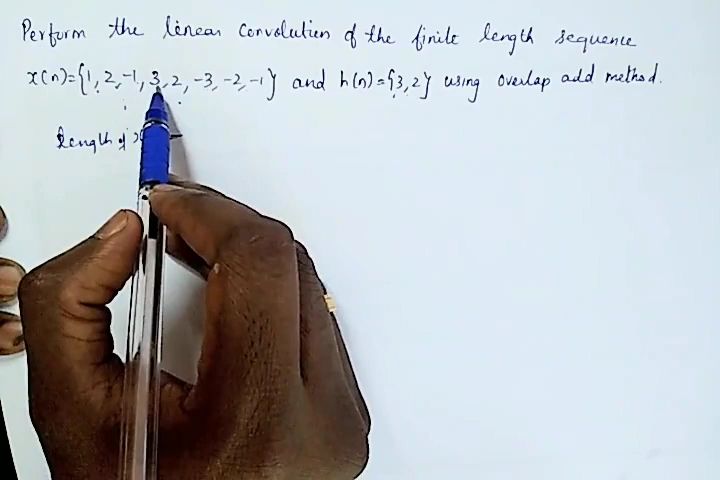 Perform the linear Convolution of the finite length sequence
x(n)={1, 2, -1, 3, 2, -3, -2, -1} and h(n)={3, 2} using overlap add method.
length of